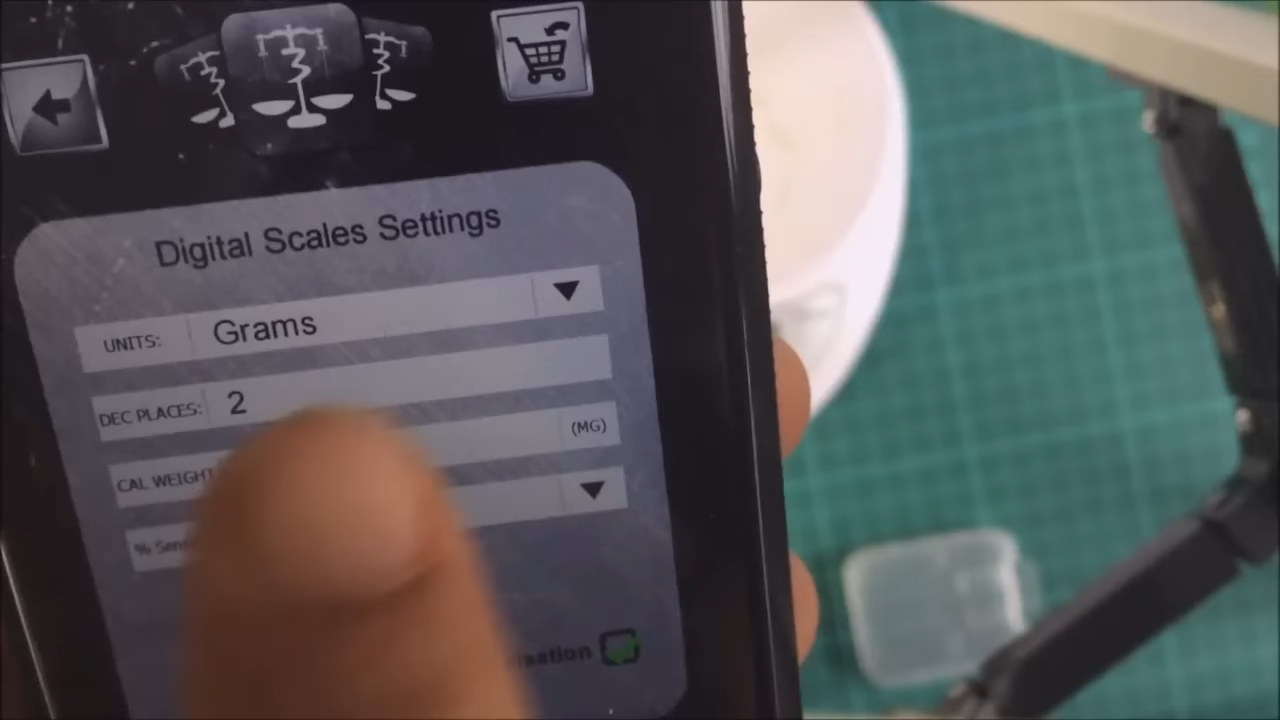 Digital Scales Settings
UNITS: Grams
DEC PLACES: 2
CAL WEIGHT (MG)
%